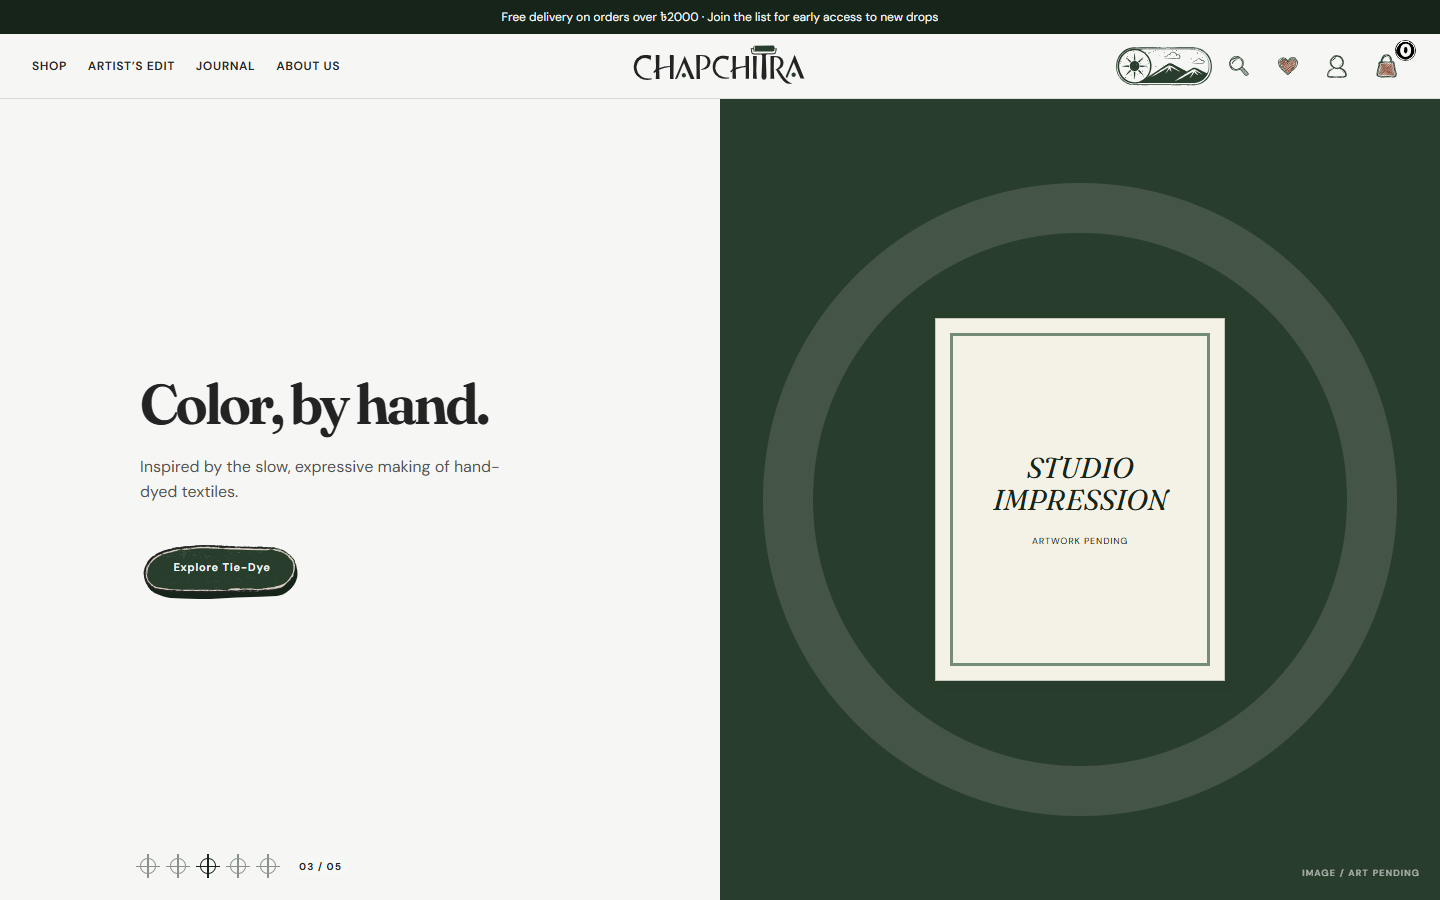 Free delivery on orders over ৳2000 · Join the list for early access to new drops
SHOP ARTIST’S EDIT JOURNAL ABOUT US
CHAPCHITRA
0
Color, by hand.
Inspired by the slow, expressive making of hand-
dyed textiles.
Explore Tie-Dye
03 / 05
STUDIO
IMPRESSION
ARTWORK PENDING
IMAGE / ART PENDING